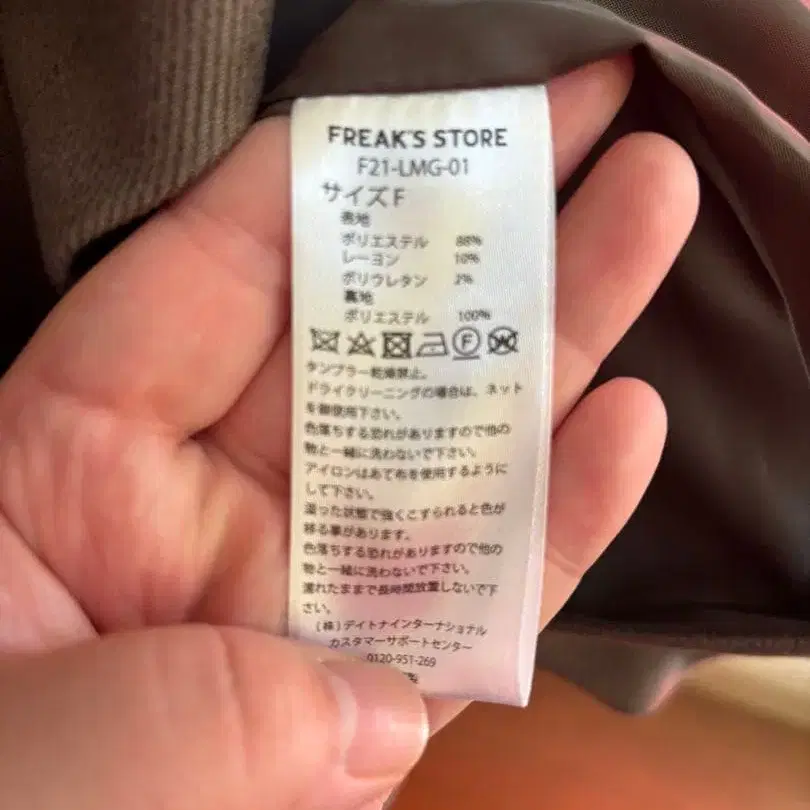 FREAK'S STORE
F21-LMG-01
サイズ F
表地
ポリエステル 88%
レーヨン 10%
ポリウレタン 2%
裏地
ポリエステル 100%
F W
タンブラー乾燥禁止。
ドライクリーニングの場合は、ネット
を御使用下さい。
色落ちする恐れがありますので他の
物と一緒に洗わないで下さい。
アイロンはあて布を使用するように
して下さい。
湿った状態で強くこすられると色が
移る事があります。
色落ちする恐れがありますので他の
物と一緒に洗わないで下さい。
濡れたままで長時間放置しないで下
さい。
(株)デイトナインターナショナル
カスタマーサポートセンター
0120-951-269
製